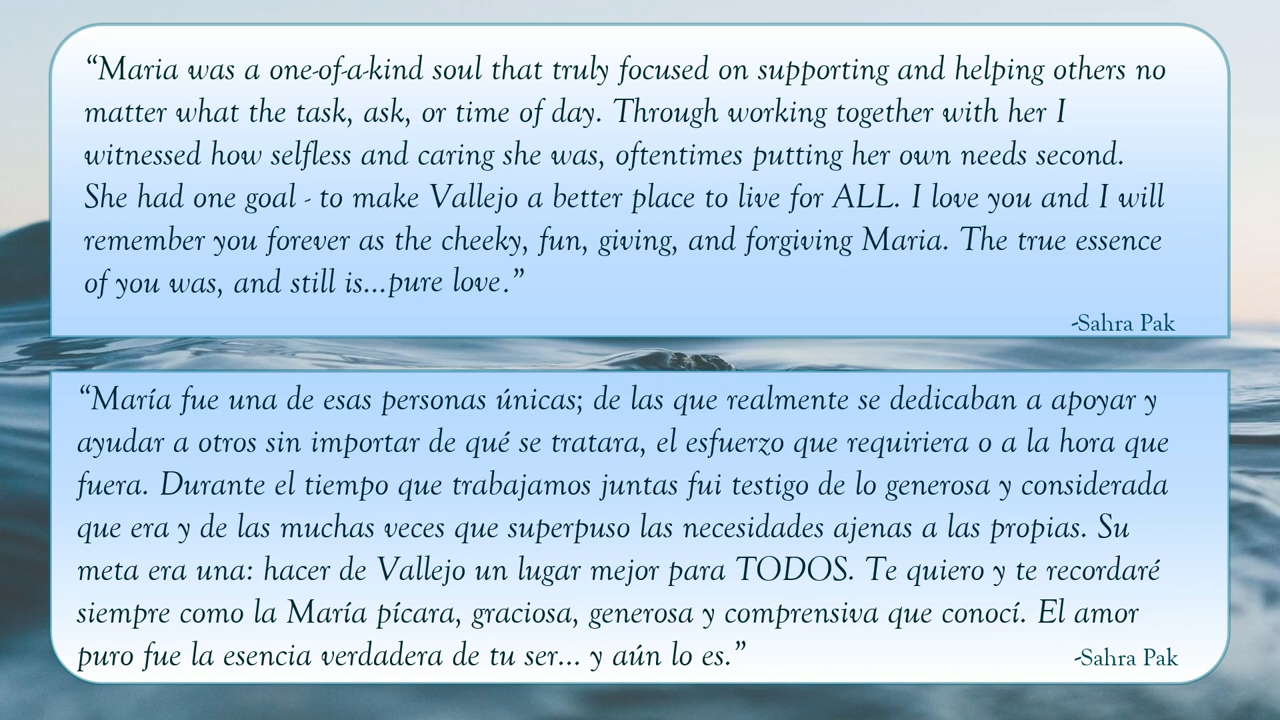 “Maria was a one-of-a-kind soul that truly focused on supporting and helping others no
matter what the task, ask, or time of day. Through working together with her I
witnessed how selfless and caring she was, oftentimes putting her own needs second.
She had one goal - to make Vallejo a better place to live for ALL. I love you and I will
remember you forever as the cheeky, fun, giving, and forgiving Maria. The true essence
of you was, and still is...pure love.”
-Sahra Pak
“María fue una de esas personas únicas; de las que realmente se dedicaban a apoyar y
ayudar a otros sin importar de qué se tratara, el esfuerzo que requiriera o a la hora que
fuera. Durante el tiempo que trabajamos juntas fui testigo de lo generosa y considerada
que era y de las muchas veces que superpuso las necesidades ajenas a las propias. Su
meta era una: hacer de Vallejo un lugar mejor para TODOS. Te quiero y te recordaré
siempre como la María pícara, graciosa, generosa y comprensiva que conocí. El amor
puro fue la esencia verdadera de tu ser... y aún lo es.”
-Sahra Pak